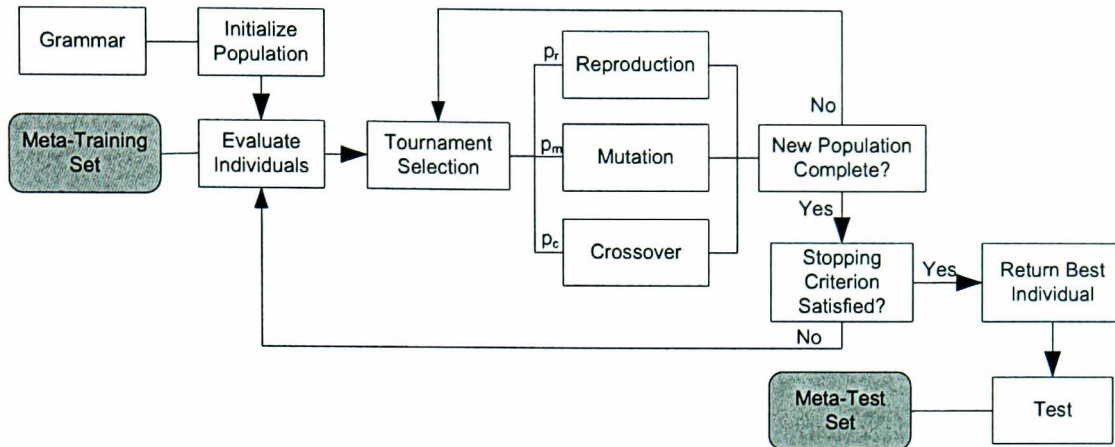 Grammar
Initialize
Population
Meta-Training
Set
Evaluate
Individuals
Tournament
Selection
pr
Reproduction
pm
Mutation
pc
Crossover
No
New Population
Complete?
Yes
Stopping
Criterion
Satisfied?
Yes
Return Best
Individual
No
Meta-Test
Set
Test